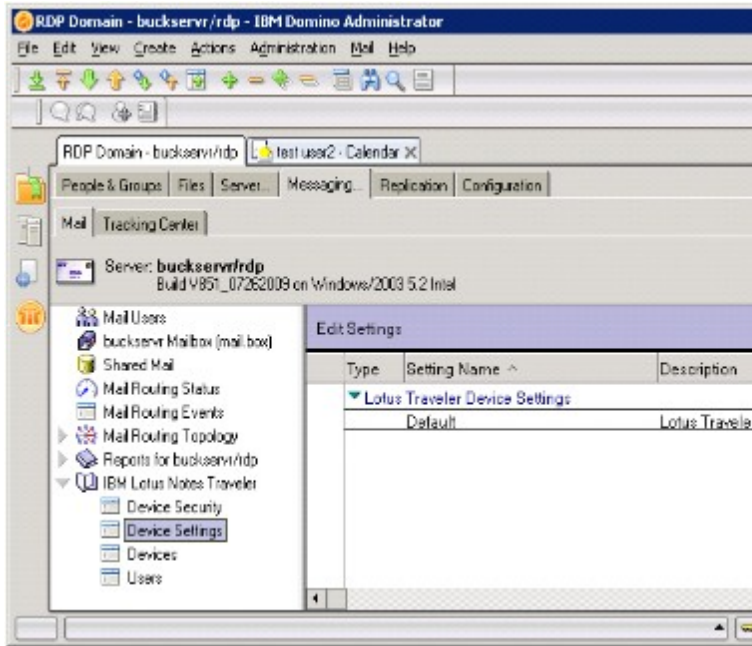 RDP Domain - buckservr/rdp - IBM Domino Administrator
File Edit View Create Actions Administration Mail Help
RDP Domain - buckservr/rdp test user2 - Calendar
People & Groups Files Server... Messaging... Replication Configuration
Mail Tracking Center
Server: buckservr/rdp
Build V851_07262009 on Windows/2003 5.2 Intel
Mail Users
buckservr Mailbox (mail.box)
Shared Mail
Mail Routing Status
Mail Routing Events
Mail Routing Topology
Reports for buckservr/rdp
IBM Lotus Notes Traveler
Device Security
Device Settings
Devices
Users
Edit Settings
Type Setting Name Description
Lotus Traveler Device Settings
Default Lotus Travele